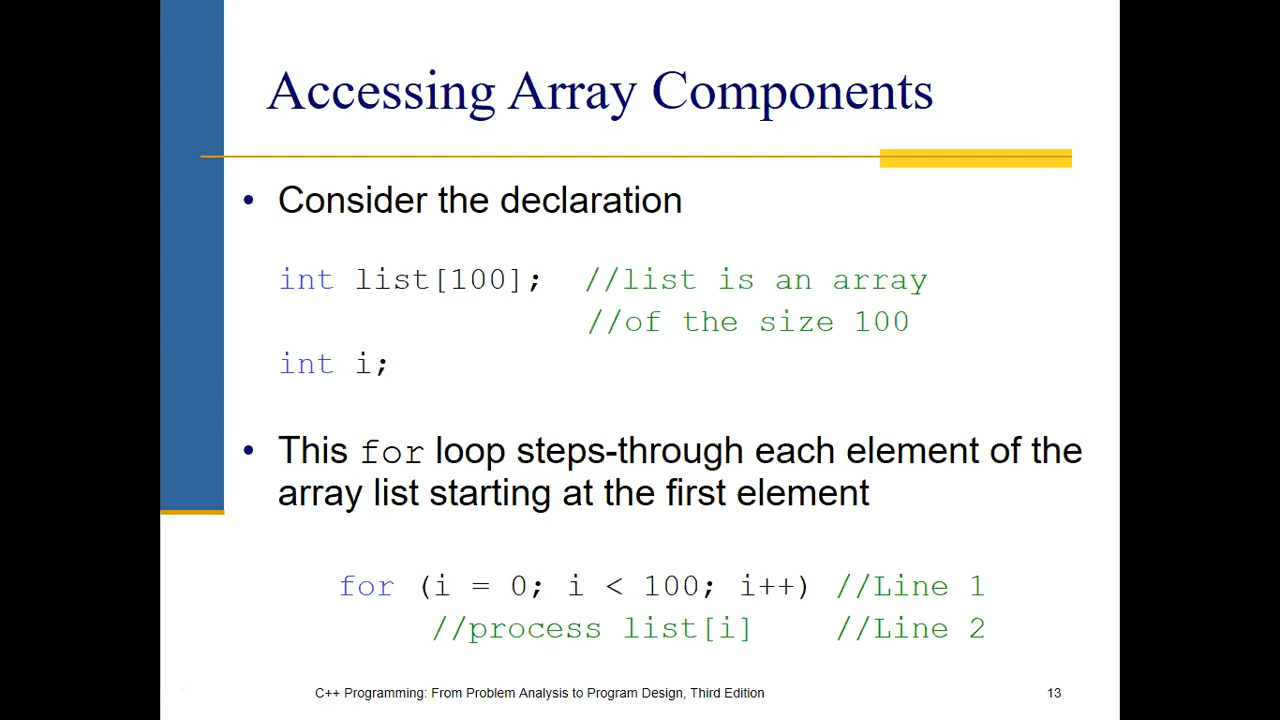 Accessing Array Components
• Consider the declaration
int list[100];  //list is an array
//of the size 100
int i;
• This for loop steps-through each element of the
array list starting at the first element
for (i = 0; i < 100; i++) //Line 1
//process list[i]    //Line 2
C++ Programming: From Problem Analysis to Program Design, Third Edition    13